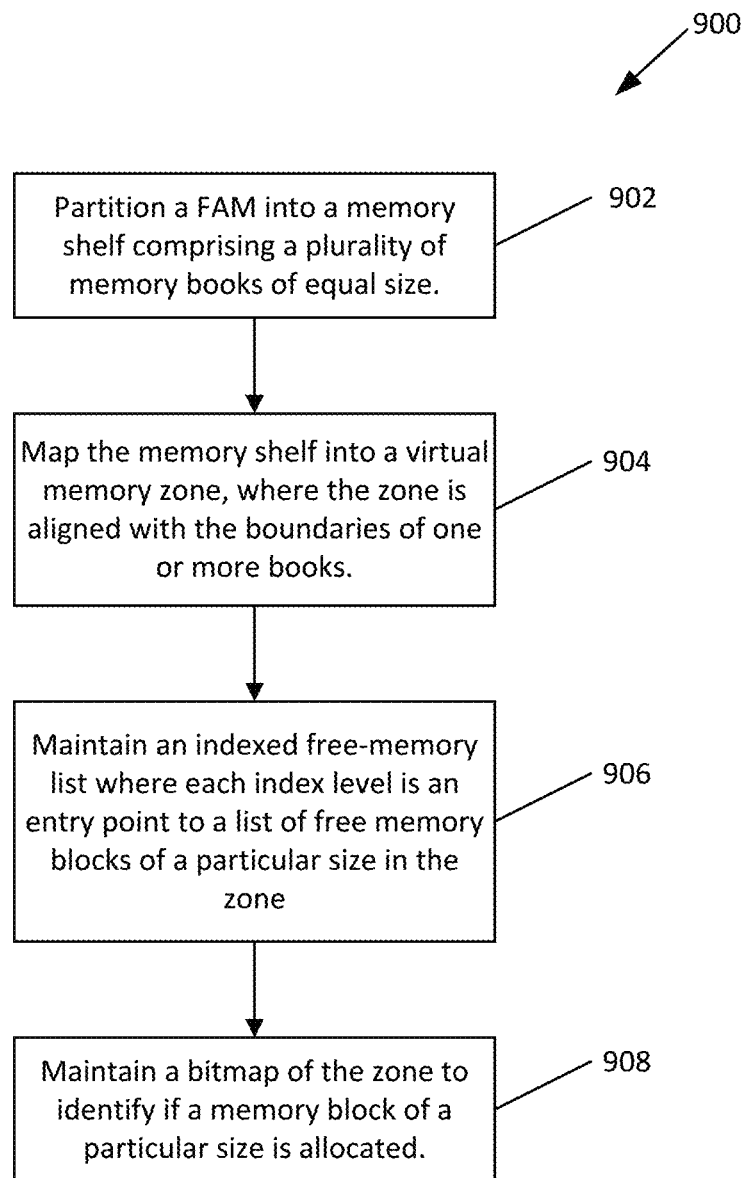 900
Partition a FAM into a memory
shelf comprising a plurality of
memory books of equal size.
902
Map the memory shelf into a virtual
memory zone, where the zone is
aligned with the boundaries of one
or more books.
904
Maintain an indexed free-memory
list where each index level is an
entry point to a list of free memory
blocks of a particular size in the
zone
906
Maintain a bitmap of the zone to
identify if a memory block of a
particular size is allocated.
908